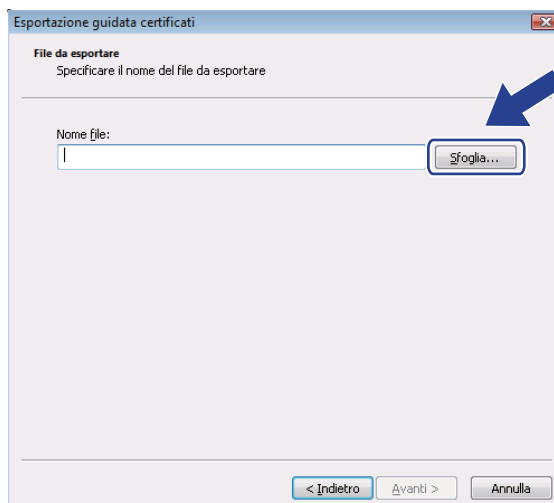 Esportazione guidata certificati
File da esportare
Specificare il nome del file da esportare
Nome file:
Sfoglia...
< Indietro
Avanti >
Annulla